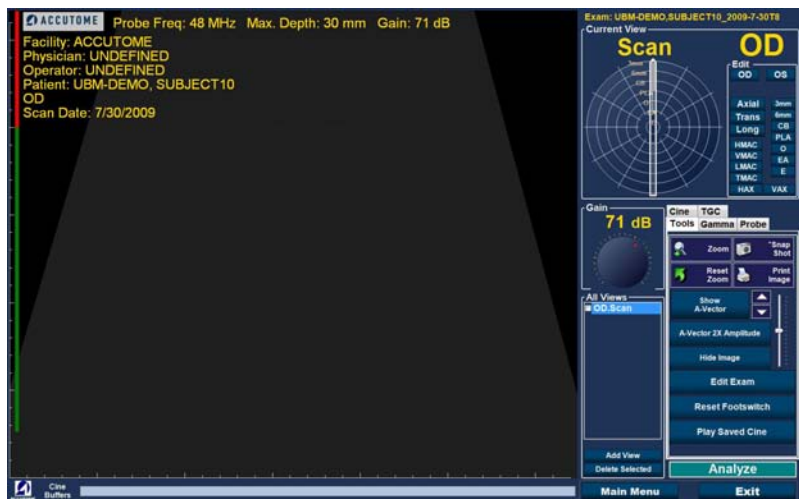 ACCUTOME
Probe Freq: 48 MHz Max. Depth: 30 mm Gain: 71 dB
Facility: ACCUTOME
Physician: UNDEFINED
Operator: UNDEFINED
Patient: UBM-DEMO, SUBJECT10
OD
Scan Date: 7/30/2009
Exam: UBM-DEMO,SUBJECT10_2009-7-30T8
Current View
Scan
OD
Edit
OD OS
Axial 3mm
Trans 6mm
Long CB
PLA
HMAC O
VMAC EA
LMAC E
TMAC
HAX VAX
Gain
71 dB
Cine TGC
Tools Gamma Probe
Zoom
*Snap
Shot
Reset
Zoom
Print
Image
All Views
OD.Scan
Show
A-Vector
A-Vector 2X Amplitude
Hide Image
Edit Exam
Reset Footswitch
Play Saved Cine
Add View
Delete Selected
Analyze
Cine
Buffers
Main Menu
Exit